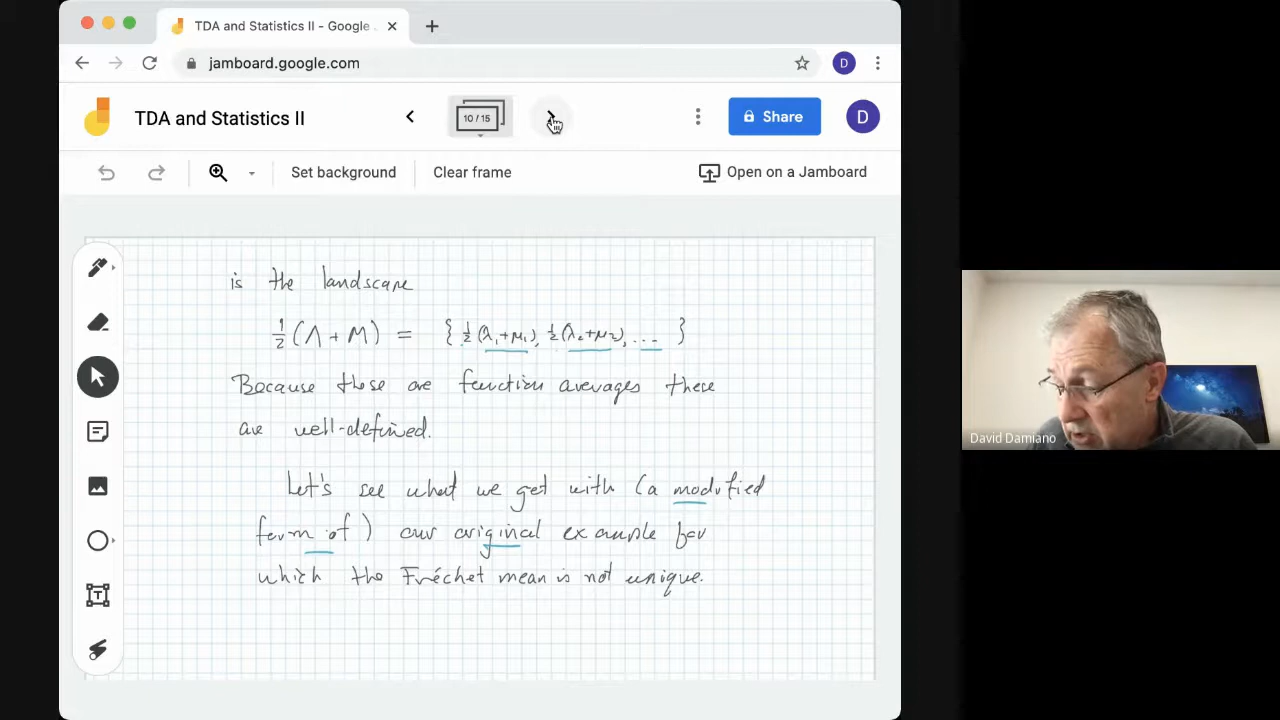 TDA and Statistics II - Google
jamboard.google.com
D
TDA and Statistics II
10 / 15
Share
D
Set background
Clear frame
Open on a Jamboard
is the landscape
½(Λ+M) = {½(λ₁+μ₁), ½(λ₂+μ₂), ...}
Because these are function averages these
are well-defined.
Let's see what we get with (a modified
form of) our original example for
which the Fréchet mean is not unique.
T
David Damiano